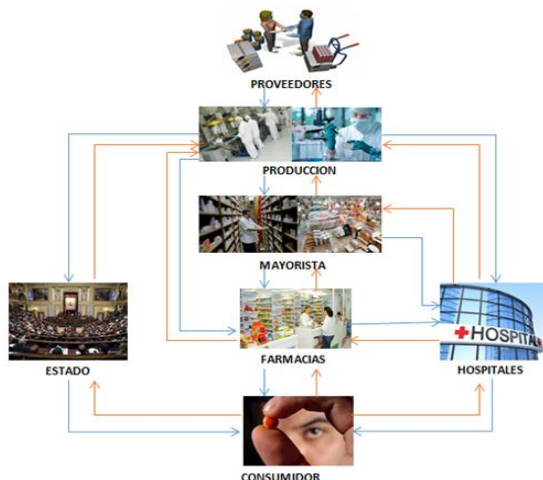 PROVEEDORES
PRODUCCION
MAYORISTA
HOSPITAL
ESTADO
FARMACIAS
HOSPITALES
CONSUMIDOR